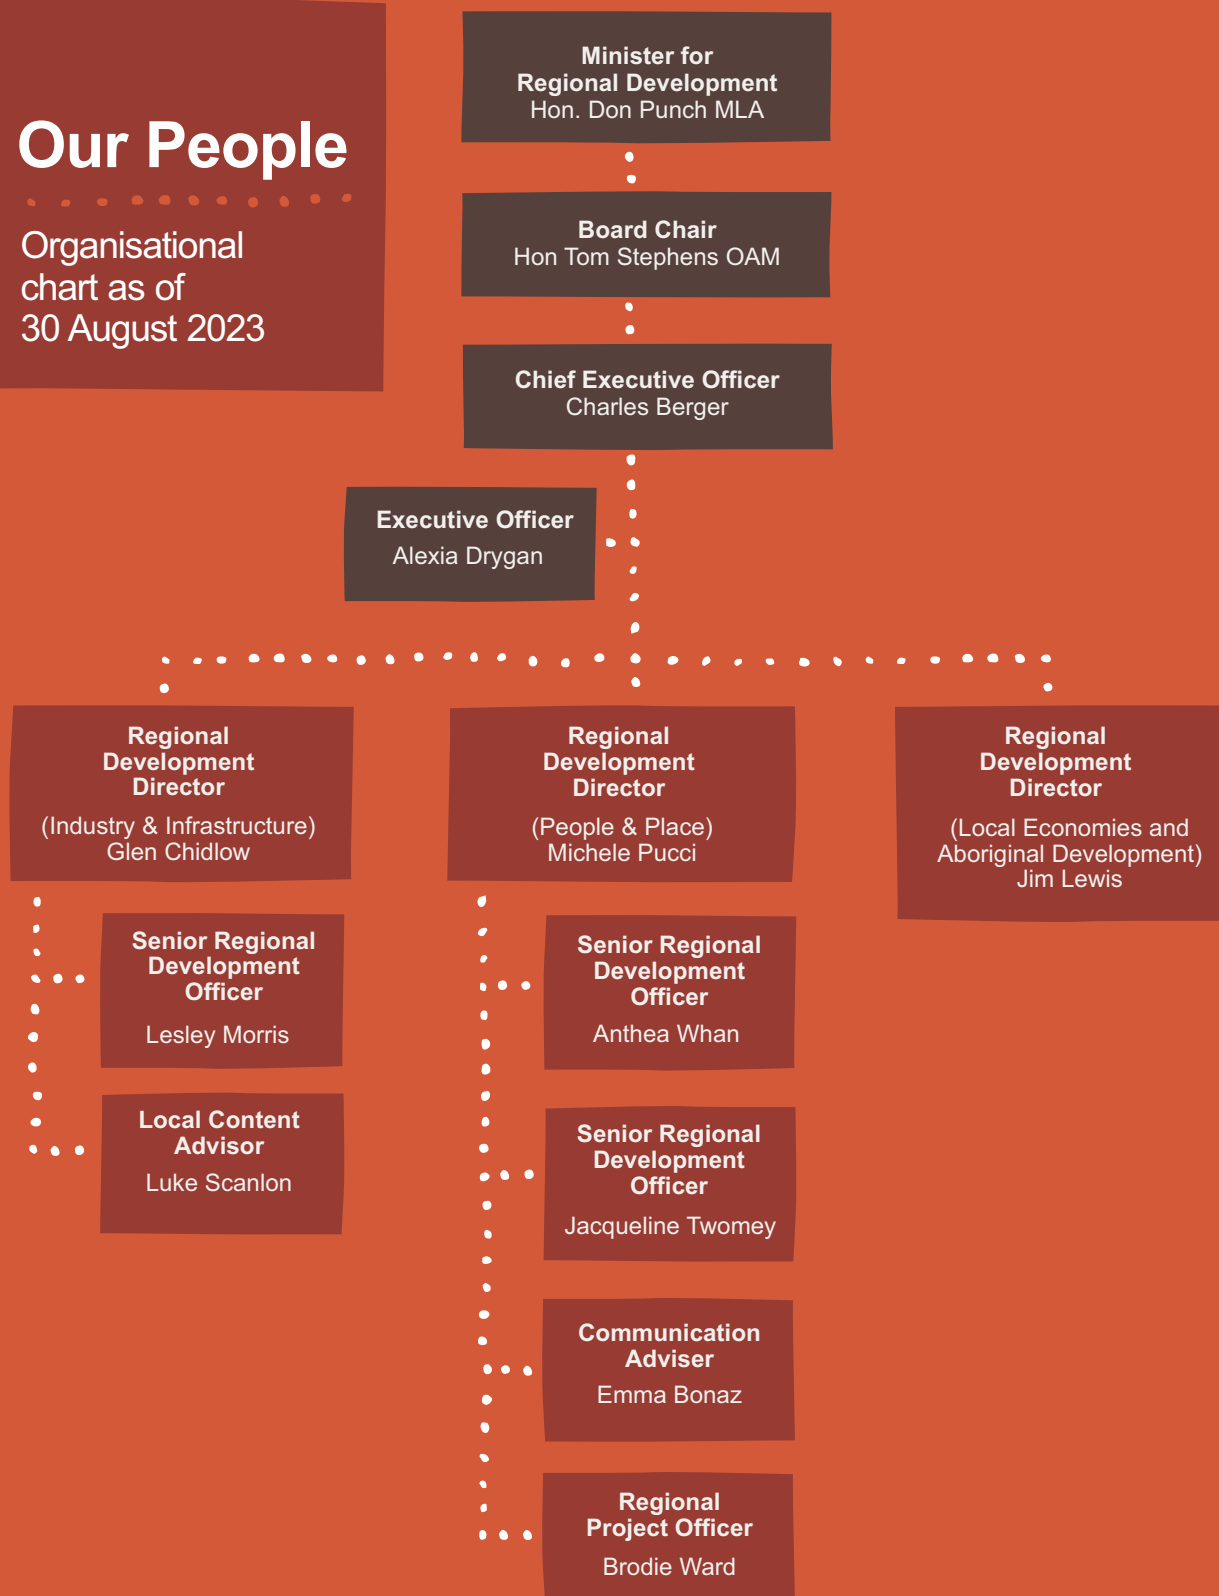 Our People
Organisational
chart as of
30 August 2023
Minister for
Regional Development
Hon. Don Punch MLA
Board Chair
Hon Tom Stephens OAM
Chief Executive Officer
Charles Berger
Executive Officer
Alexia Drygan
Regional
Development
Director
(Industry & Infrastructure)
Glen Chidlow
Senior Regional
Development
Officer
Lesley Morris
Local Content
Advisor
Luke Scanlon
Regional
Development
Director
(People & Place)
Michele Pucci
Senior Regional
Development
Officer
Anthea Whan
Senior Regional
Development
Officer
Jacqueline Twomey
Communication
Adviser
Emma Bonaz
Regional
Project Officer
Brodie Ward
Regional
Development
Director
(Local Economies and
Aboriginal Development)
Jim Lewis